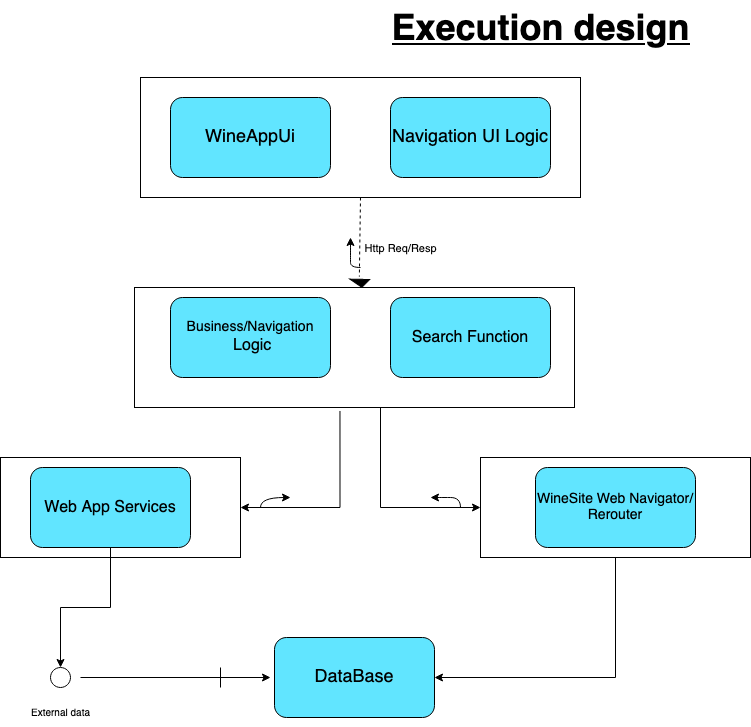 Execution design
WineAppUi
Navigation UI Logic
Http Req/Resp
Business/Navigation
Logic
Search Function
Web App Services
WineSite Web Navigator/
Rerouter
DataBase
External data